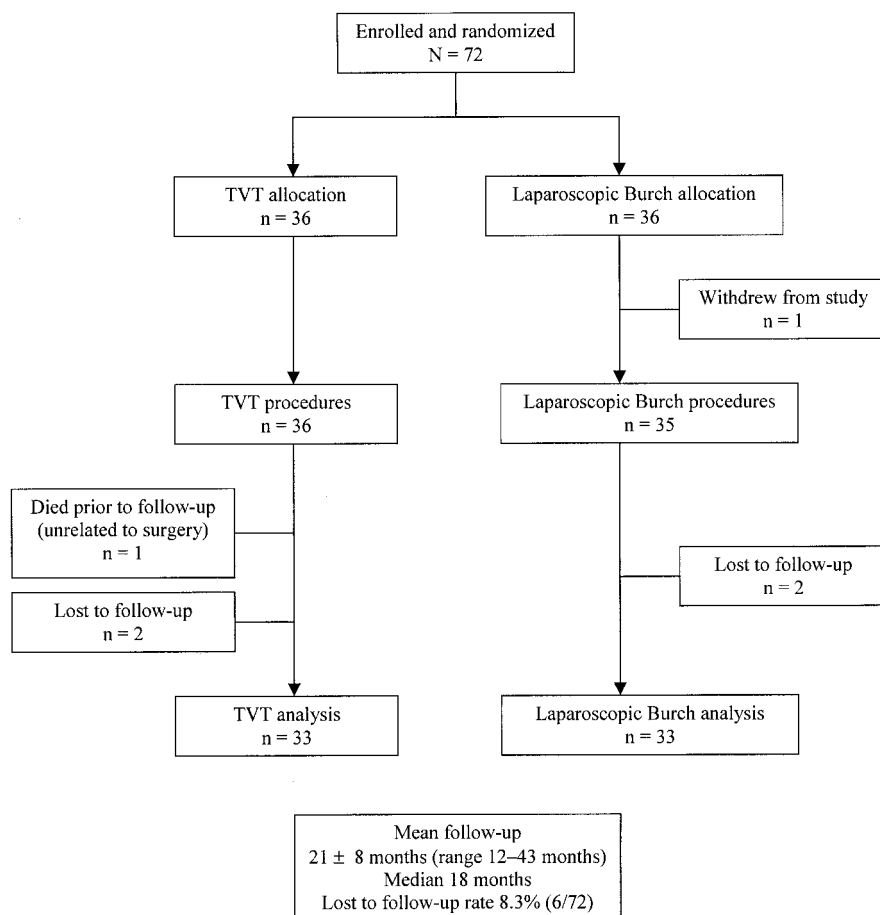 Enrolled and randomized
N = 72
TVT allocation
n = 36
Laparoscopic Burch allocation
n = 36
Withdrew from study
n = 1
TVT procedures
n = 36
Laparoscopic Burch procedures
n = 35
Died prior to follow-up
(unrelated to surgery)
n = 1
Lost to follow-up
n = 2
Lost to follow-up
n = 2
TVT analysis
n = 33
Laparoscopic Burch analysis
n = 33
Mean follow-up
21 ± 8 months (range 12–43 months)
Median 18 months
Lost to follow-up rate 8.3% (6/72)